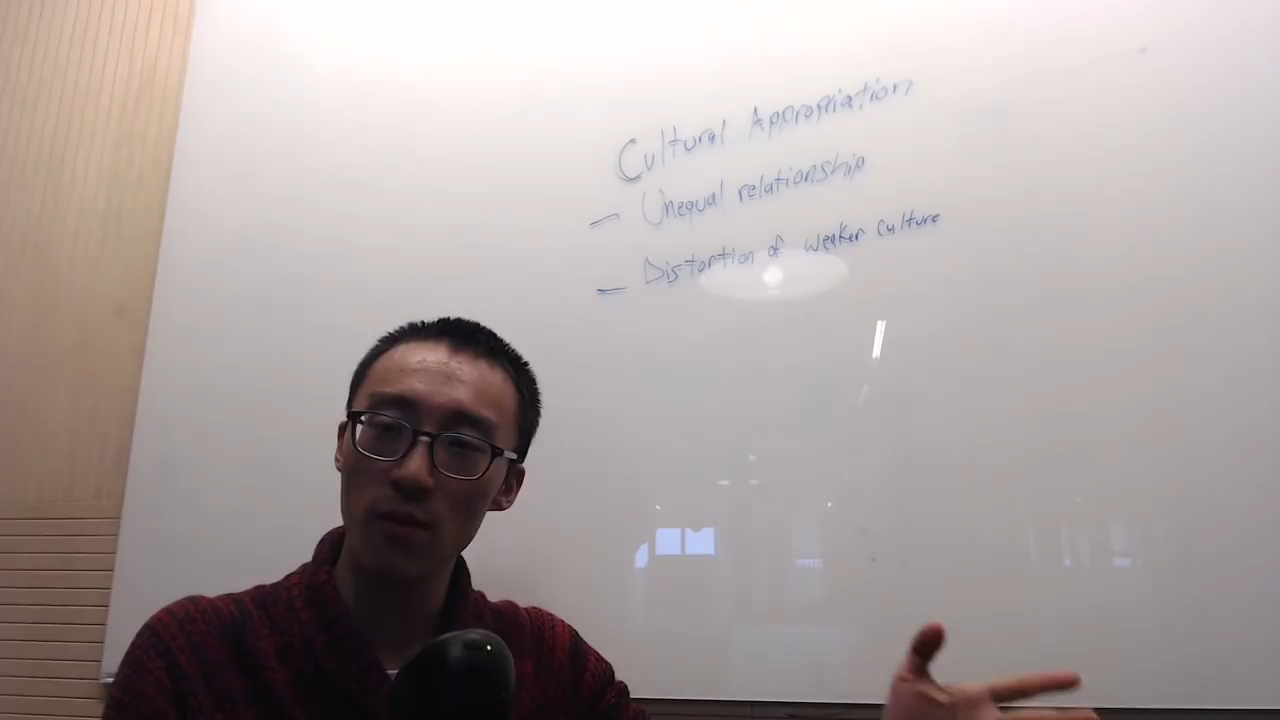 Cultural Appropriation
- Unequal relationship
- Distortion of weaker culture